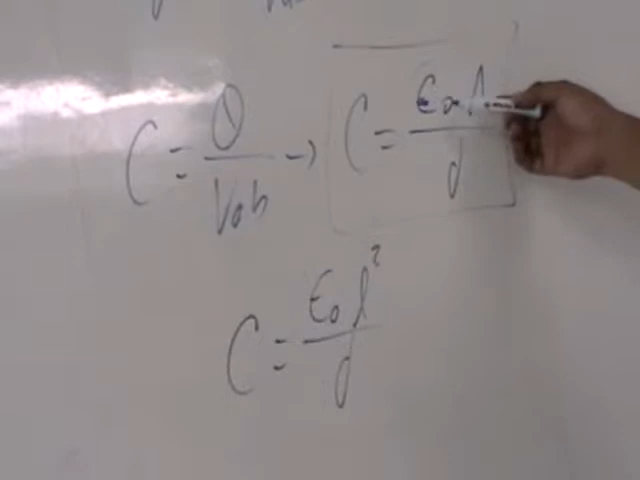 C = Q/Vab → C = ε₀A/d
C = ε₀l²/d